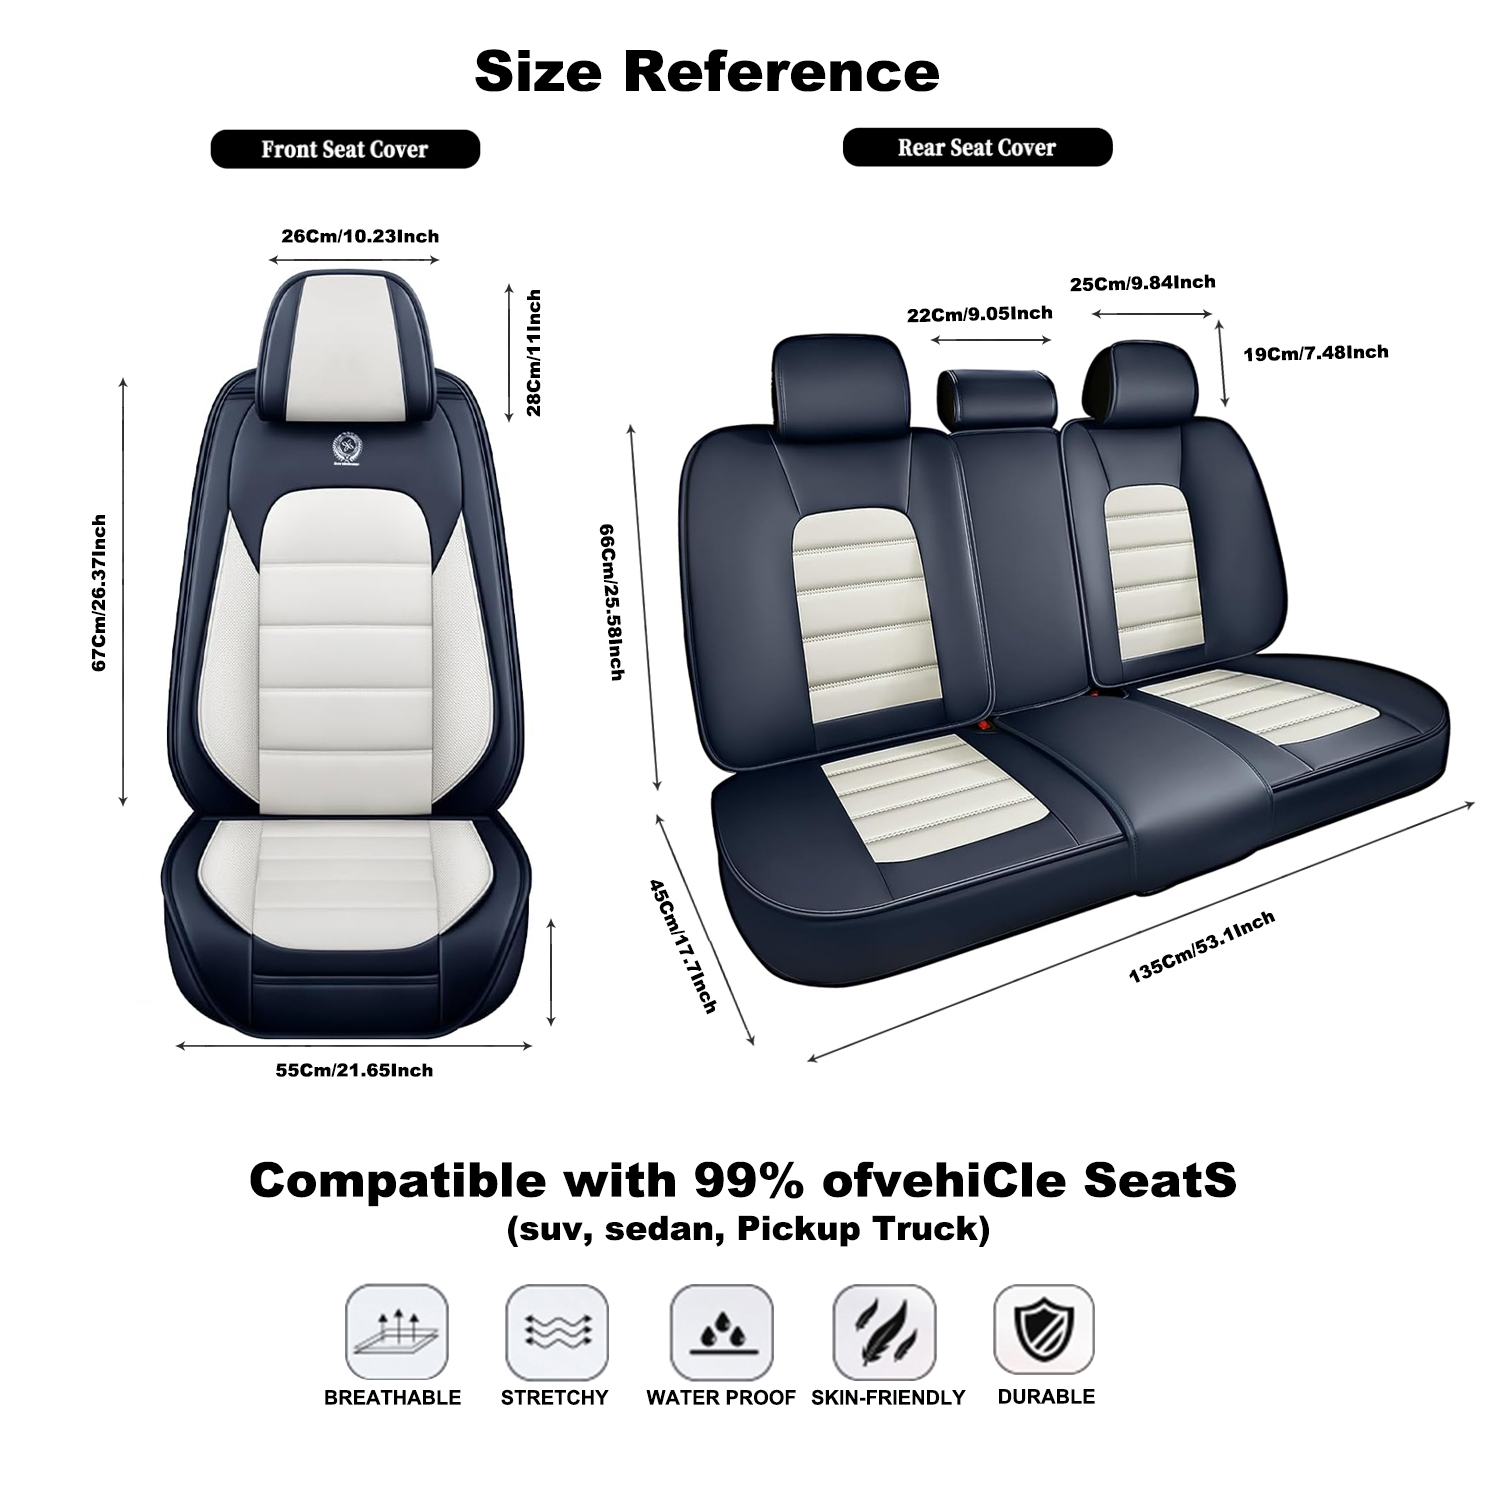 Size Reference
Front Seat Cover
Rear Seat Cover
26Cm/10.23Inch
28Cm/11Inch
67Cm/26.37Inch
55Cm/21.65Inch
25Cm/9.84Inch
22Cm/9.05Inch
19Cm/7.48Inch
66Cm/25.58Inch
45Cm/17.7Inch
135Cm/53.1Inch
Compatible with 99% ofvehiCle SeatS
(suv, sedan, Pickup Truck)
BREATHABLE
STRETCHY
WATER PROOF
SKIN-FRIENDLY
DURABLE